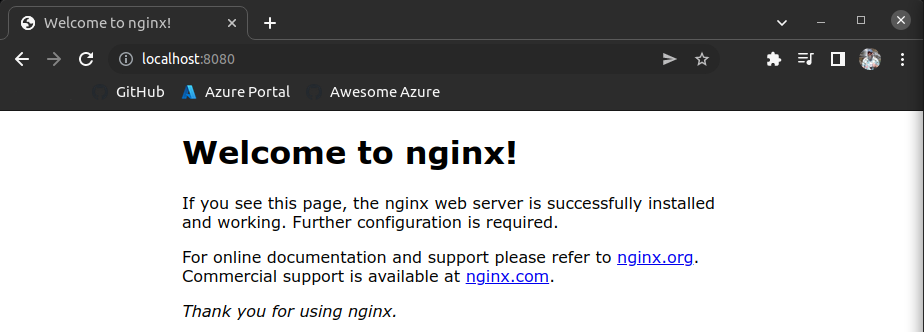 Welcome to nginx!
localhost:8080
GitHub Azure Portal Awesome Azure
Welcome to nginx!
If you see this page, the nginx web server is successfully installed
and working. Further configuration is required.
For online documentation and support please refer to nginx.org.
Commercial support is available at nginx.com.
Thank you for using nginx.